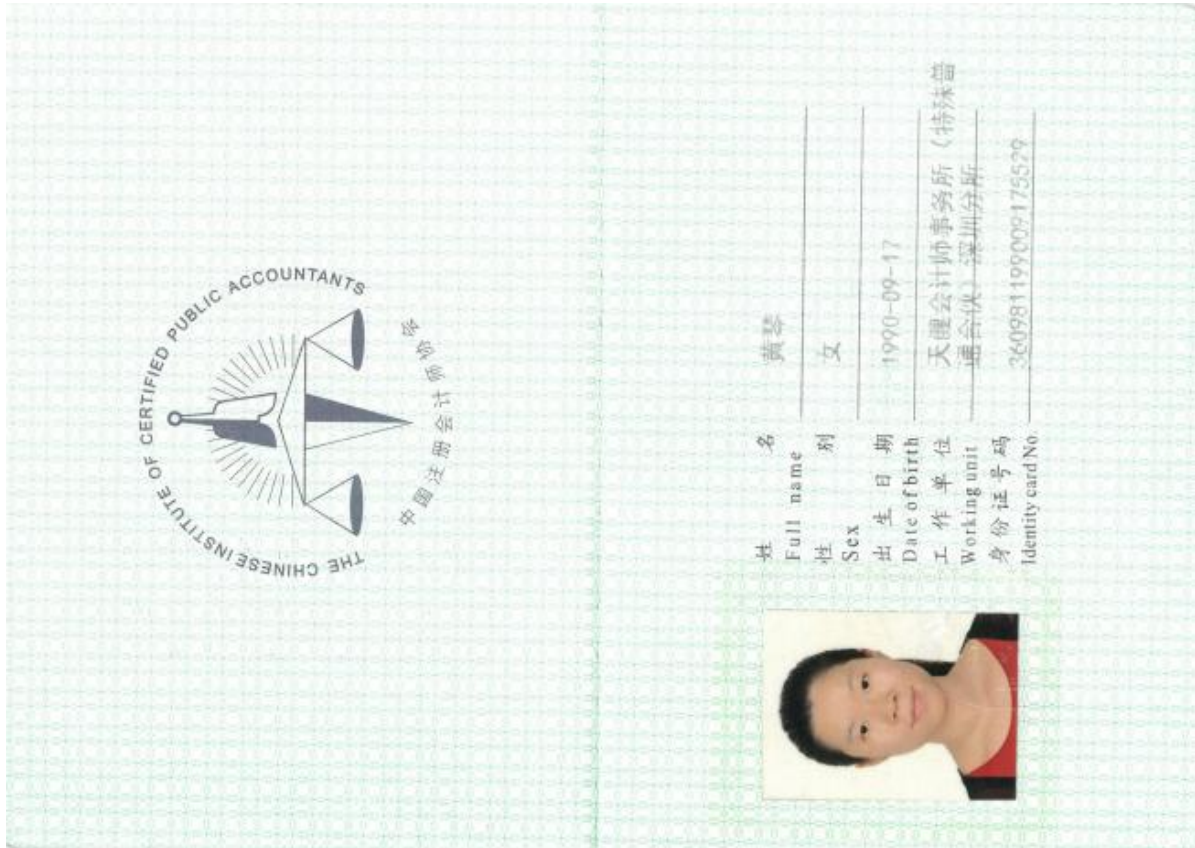 THE CHINESE INSTITUTE OF CERTIFIED PUBLIC ACCOUNTANTS
中国注册会计师协会
姓名 黄琴
Full name
性别 女
Sex
出生日期 1990-09-17
Date of birth
工作单位 天健会计师事务所（特殊普
Working unit 通合伙）深圳分所
身份证号码 360981199009175529
Identity card No.